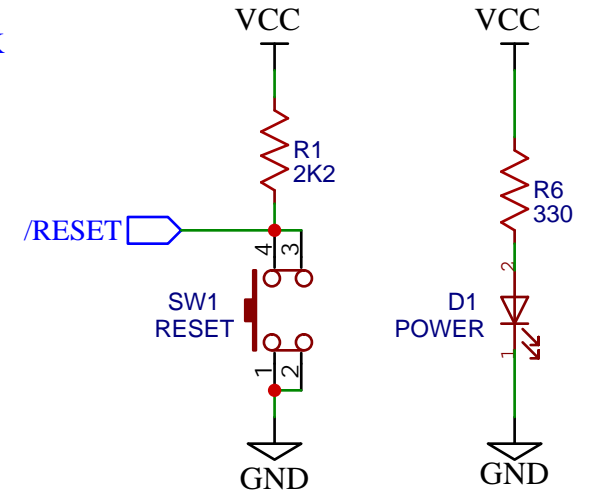 VCC
VCC
R1
2K2
R6
330
/RESET
4
3
2
SW1
RESET
D1
POWER
1
2
1
GND
GND